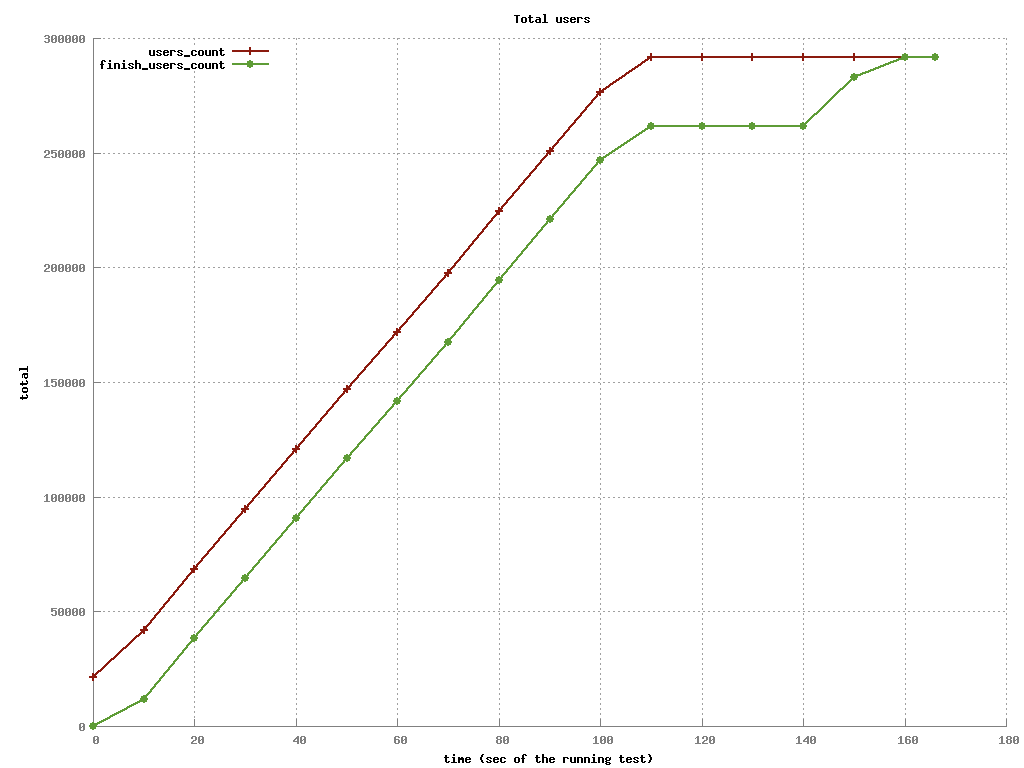 Total users
users_count
finish_users_count
300000
250000
200000
150000
100000
50000
0
total
0 20 40 60 80 100 120 140 160 180
time (sec of the running test)